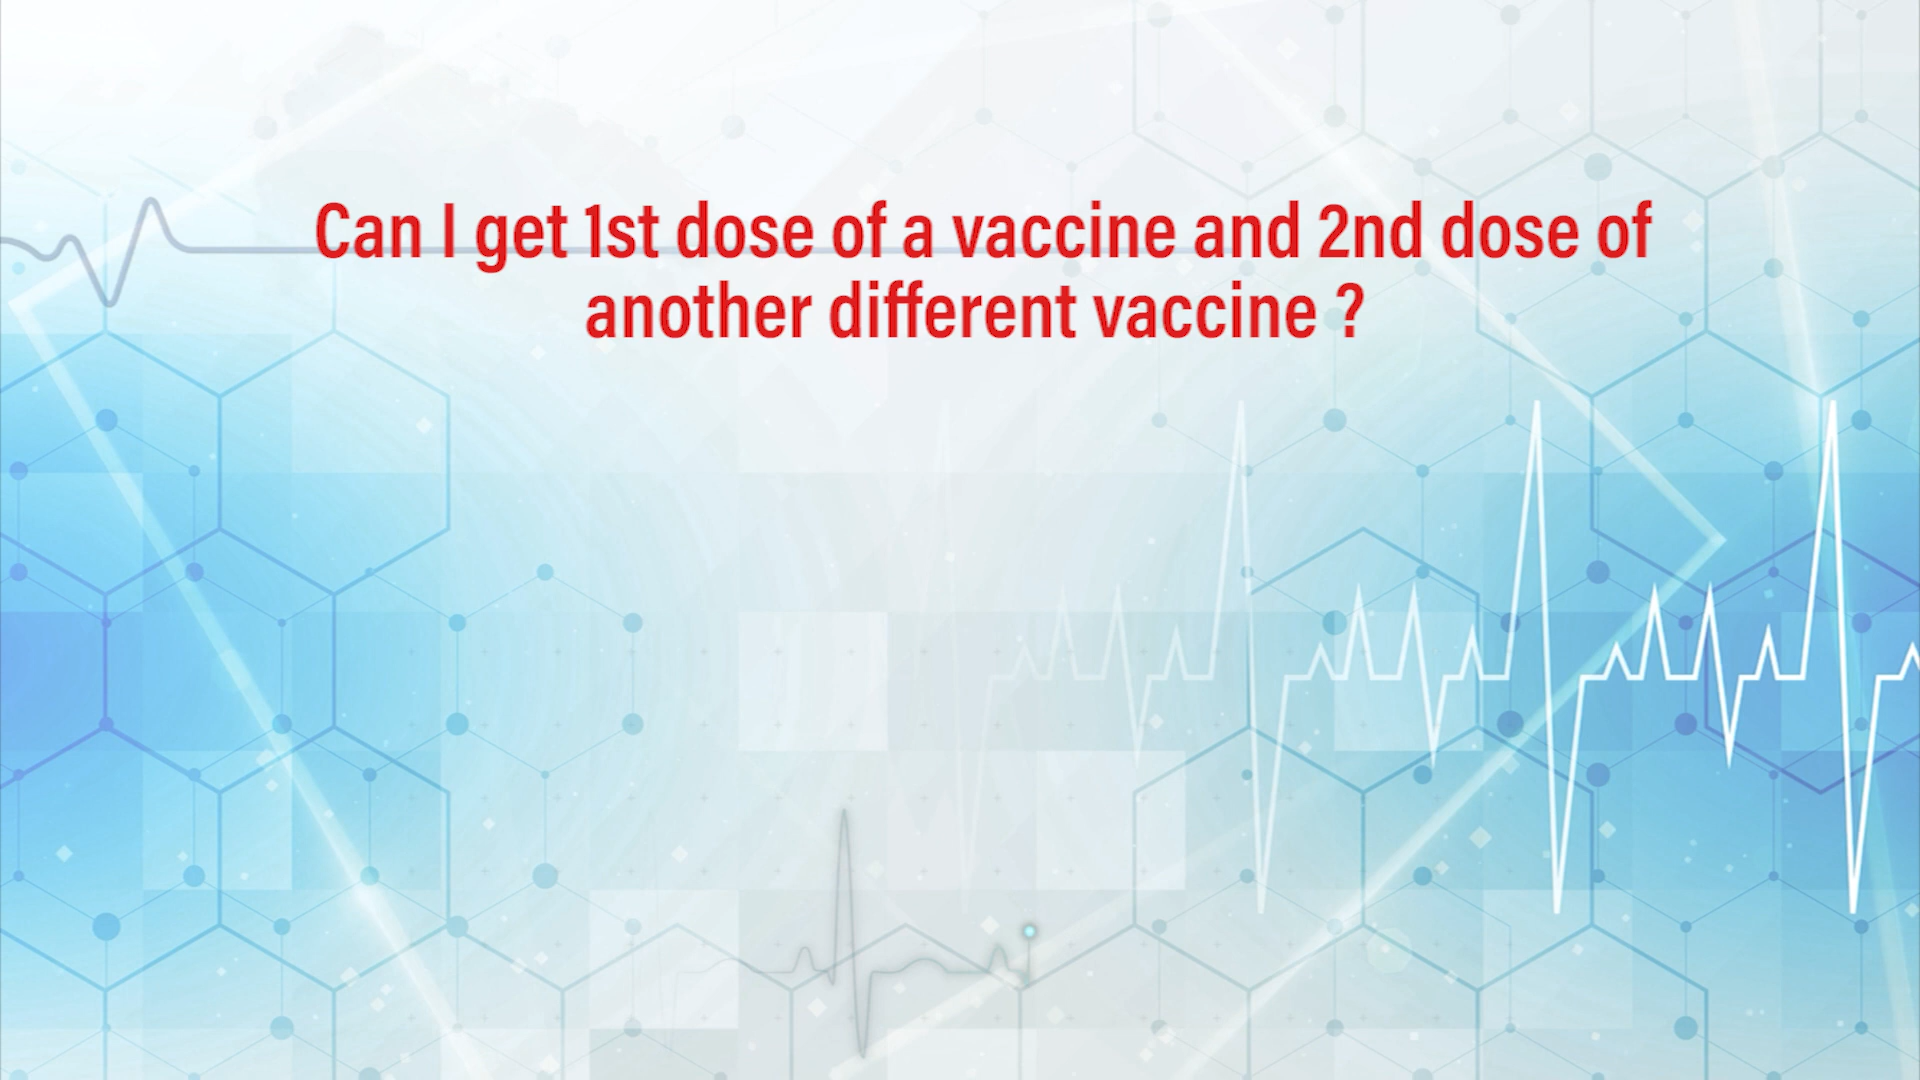 Can I get 1st dose of a vaccine and 2nd dose of
another different vaccine ?